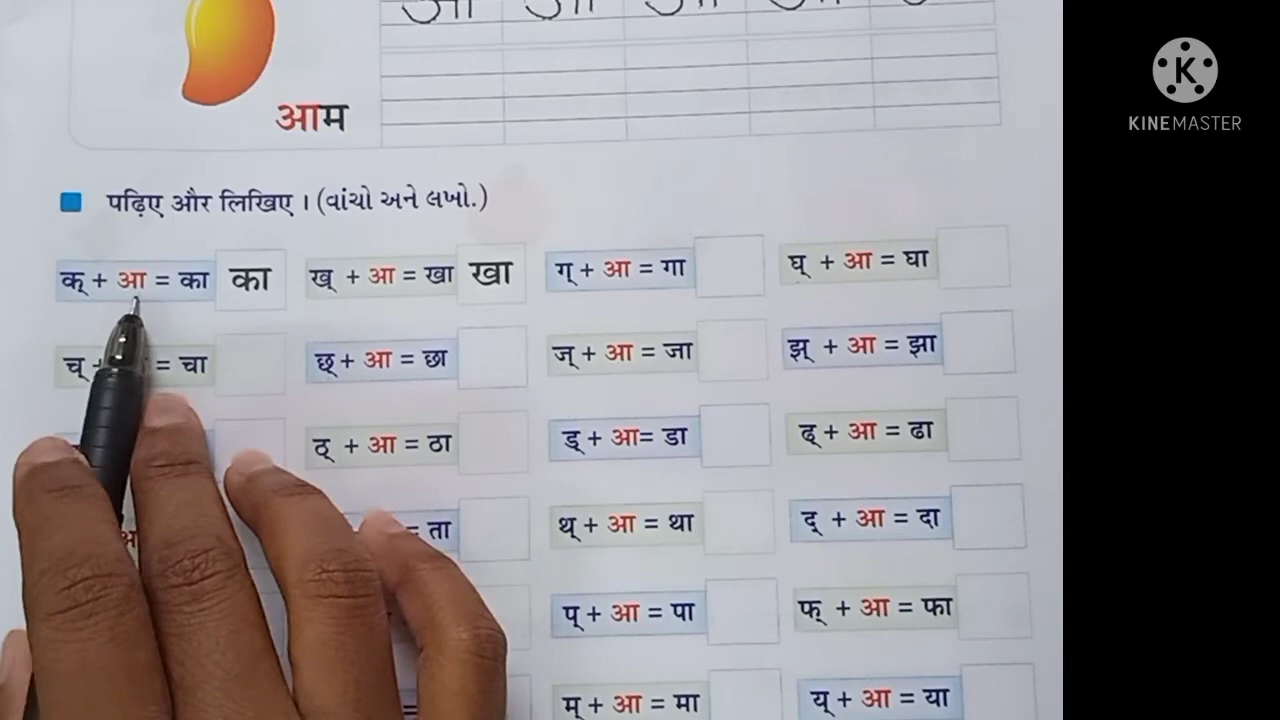 आम
■ पढ़िए और लिखिए । (વાંચો અને લખો.)
क् + आ = का का ख् + आ = खा खा ग् + आ = गा घ् + आ = घा
च् + = चा छ् + आ = छा ज् + आ = जा झ् + आ = झा
ठ् + आ = ठा ड् + आ= डा ढ् + आ = ढा
= ता थ् + आ = था द् + आ = दा
प् + आ = पा फ् + आ = फा
= म् + आ = मा य् + आ = या
K
KINEMASTER